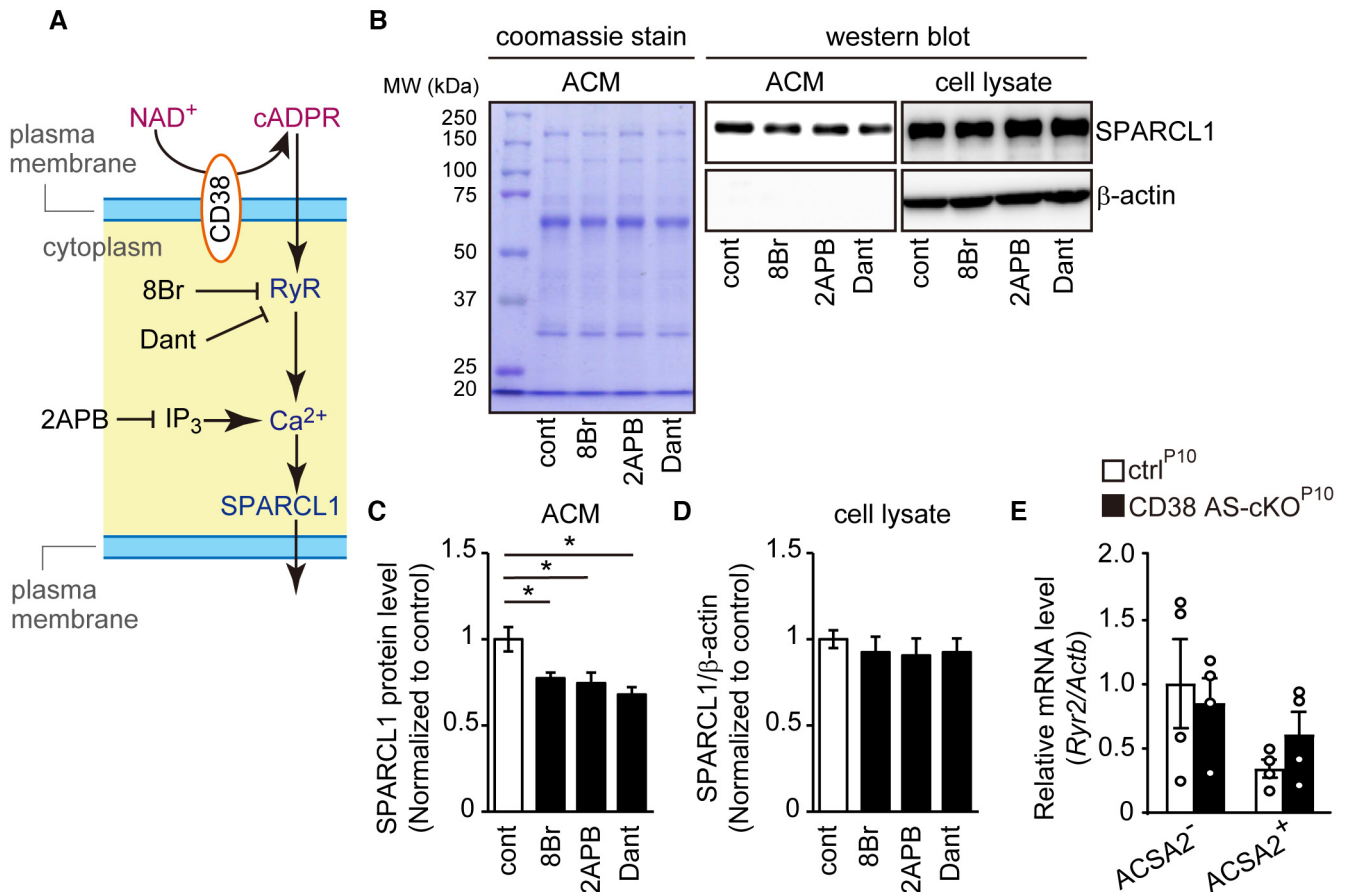 A
NAD+
cADPR
plasma
membrane
CD38
cytoplasm
8Br
RyR
Dant
2APB
IP3
Ca2+
SPARCL1
plasma
membrane
B
coomassie stain
western blot
MW (kDa)
ACM
ACM
cell lysate
250
150
100
75
50
37
25
20
SPARCL1
β-actin
cont
8Br
2APB
Dant
cont
8Br
2APB
Dant
cont
8Br
2APB
Dant
C
ACM
SPARCL1 protein level
(Normalized to control)
1.5
1
0.5
0
*
*
*
cont
8Br
2APB
Dant
D
cell lysate
SPARCL1/β-actin
(Normalized to control)
1.5
1
0.5
0
cont
8Br
2APB
Dant
E
ctrlP10
CD38 AS-cKOP10
Relative mRNA level
(Ryr2/Actb)
2.0
1.5
1.0
0.5
0
ACSA2-
ACSA2+